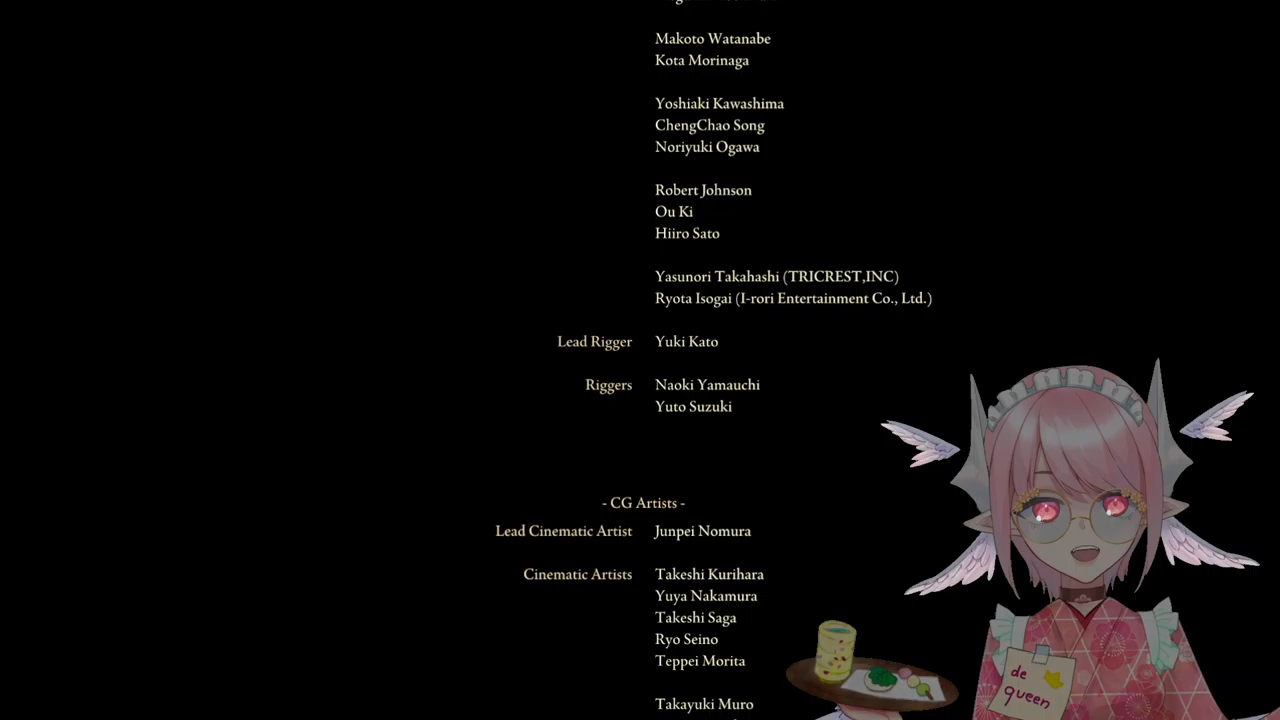 Makoto Watanabe
Kota Morinaga
Yoshiaki Kawashima
ChengChao Song
Noriyuki Ogawa
Robert Johnson
Ou Ki
Hiiro Sato
Yasunori Takahashi (TRICREST,INC)
Ryota Isogai (I-rori Entertainment Co., Ltd.)
Lead Rigger Yuki Kato
Riggers Naoki Yamauchi
Yuto Suzuki
- CG Artists -
Lead Cinematic Artist Junpei Nomura
Cinematic Artists Takeshi Kurihara
Yuya Nakamura
Takeshi Saga
Ryo Seino
Teppei Morita
Takayuki Muro
de
queen